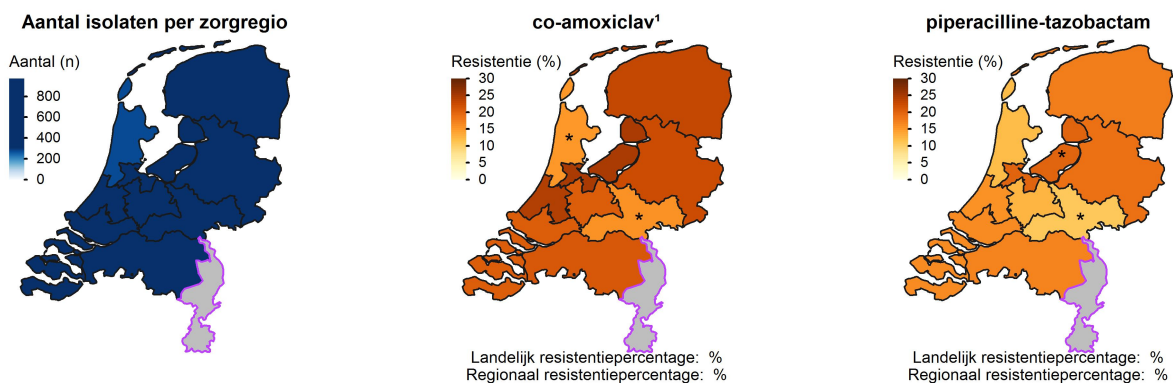 Aantal isolaten per zorgregio
Aantal (n)
800
600
400
200
0
co-amoxiclav¹
Resistentie (%)
30
25
20
15
10
5
0
*
*
Landelijk resistentiepercentage: %
Regionaal resistentiepercentage: %
piperacilline-tazobactam
Resistentie (%)
30
25
20
15
10
5
0
*
*
Landelijk resistentiepercentage: %
Regionaal resistentiepercentage: %